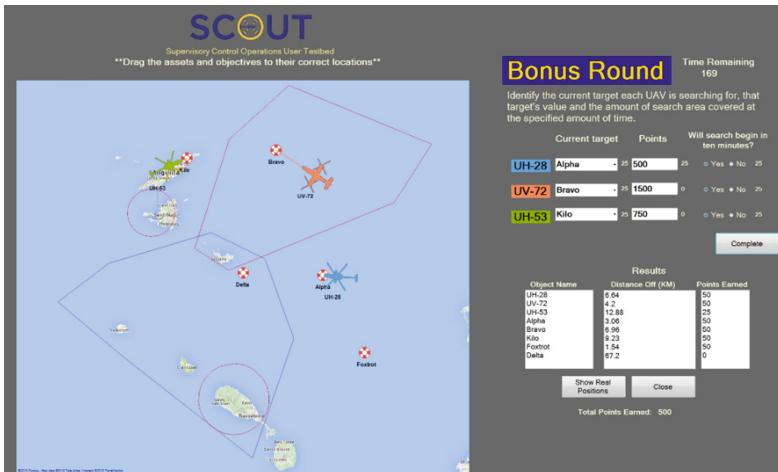 SCOUT
Supervisory Control Operations User Testbed
**Drag the assets and objectives to their correct locations**
Kilo
UH-53
Bravo
UV-72
Delta
Alpha
UH-28
Foxtrot
Bonus Round
Time Remaining
169
Identify the current target each UAV is searching for, that
target's value and the amount of search area covered at
the specified amount of time.
Current target Points Will search begin in
ten minutes?
UH-28 Alpha 25 500 25 Yes No 25
UV-72 Bravo 25 1500 0 Yes No 25
UH-53 Kilo 25 750 0 Yes No 25
Complete
Results
Object Name Distance Off (KM) Points Earned
UH-28 6.64 50
UV-72 4.2 50
UH-53 12.88 25
Alpha 3.06 50
Bravo 6.96 50
Kilo 9.23 50
Foxtrot 1.54 50
Delta 67.2 0
Show Real
Positions
Close
Total Points Earned: 500